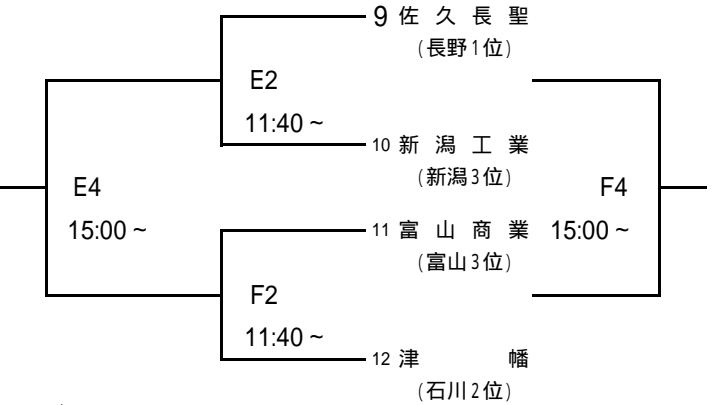 9 佐久長聖
(長野1位)
E2
11:40 ~
10 新潟工業
(新潟3位)
E4
15:00 ~
F4
15:00 ~
11 富山商業
(富山3位)
F2
11:40 ~
12 津幡
(石川2位)